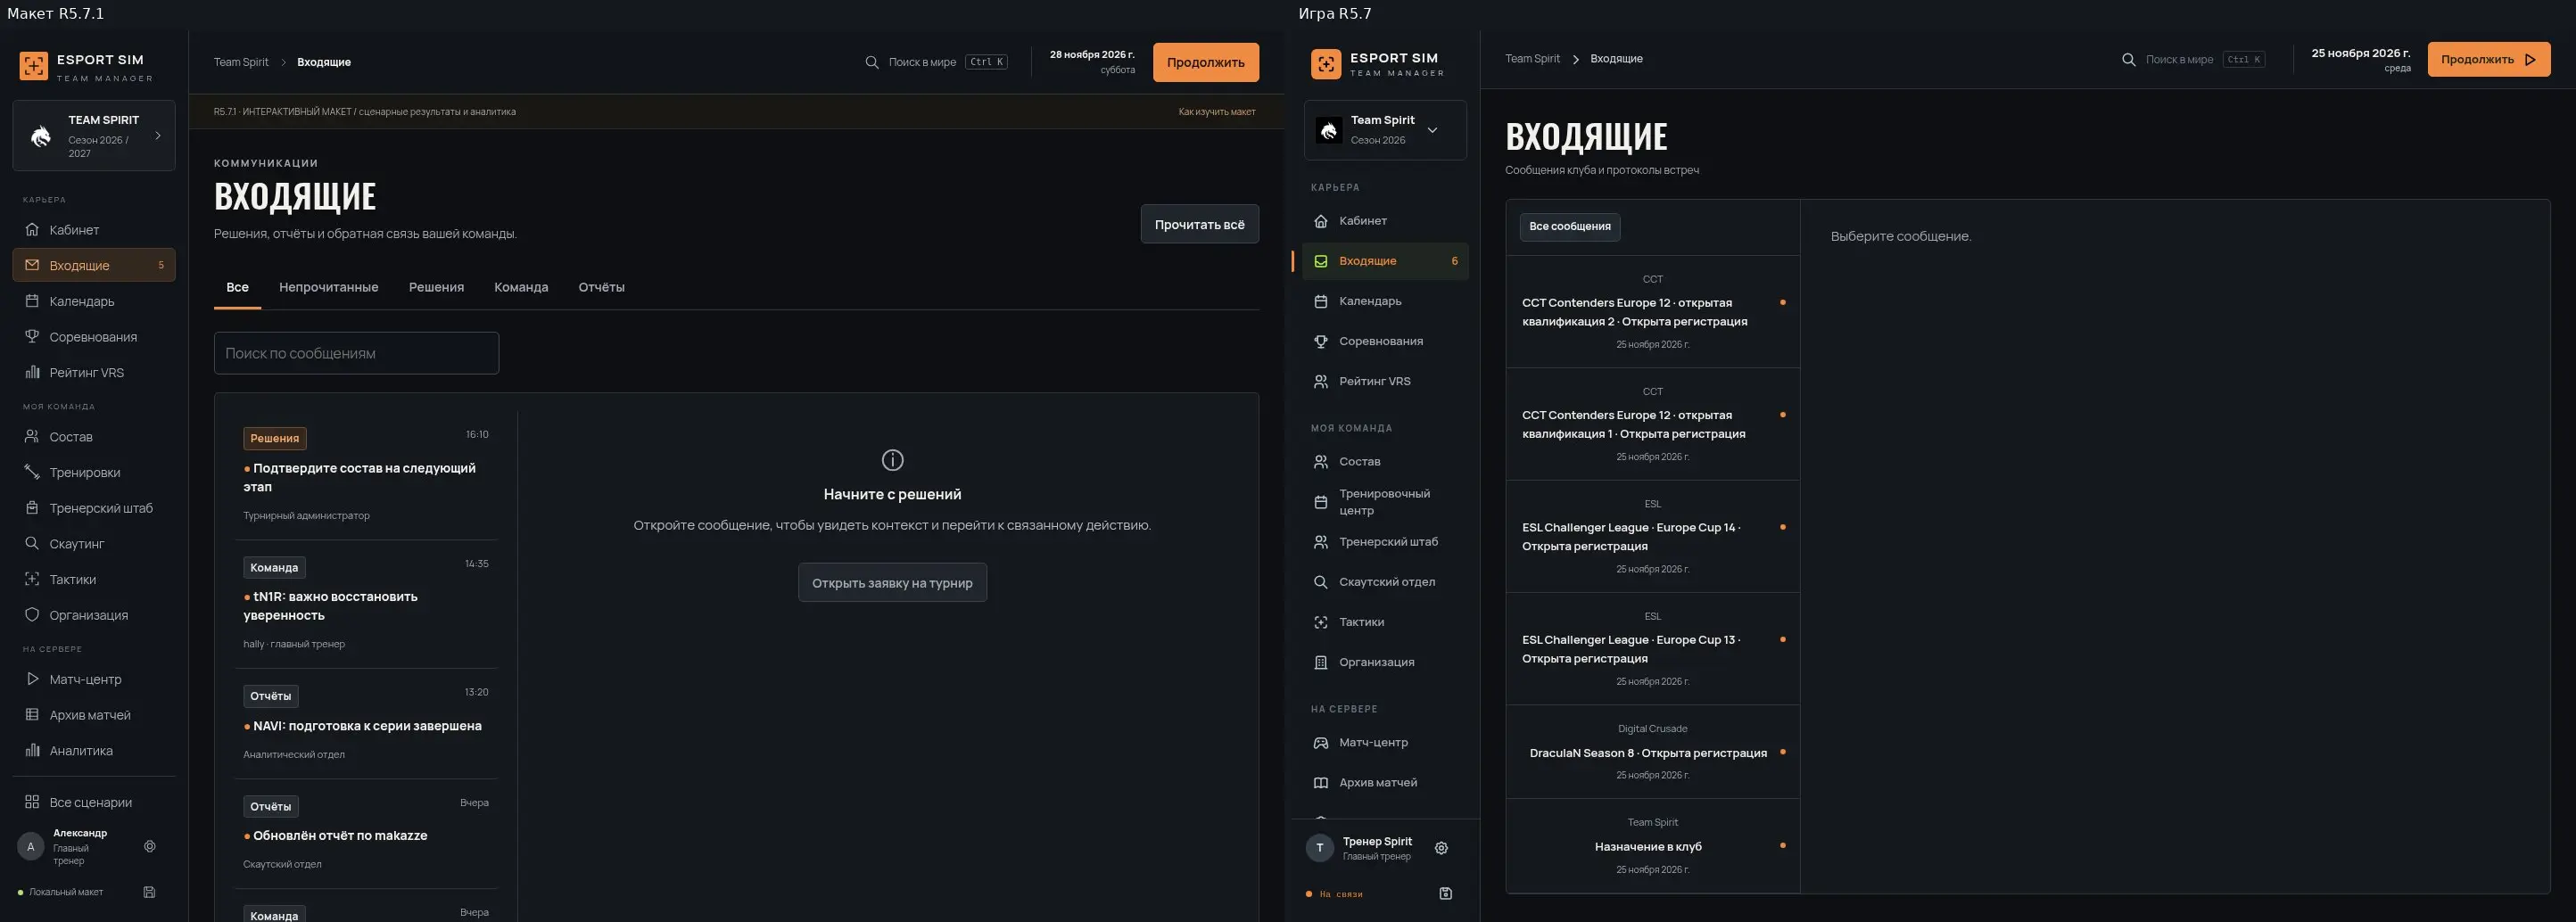 Макет R5.7.1
ESPORT SIM
TEAM MANAGER
TEAM SPIRIT
Сезон 2026 /
2027
КАРЬЕРА
Кабинет
Входящие 5
Календарь
Соревнования
Рейтинг VRS
МОЯ КОМАНДА
Состав
Тренировки
Тренерский штаб
Скаутинг
Тактики
Организация
НА СЕРВЕРЕ
Матч-центр
Архив матчей
Аналитика
Все сценарии
А
Александр
Главный
тренер
Локальный макет
Team Spirit > Входящие
Поиск в мире Ctrl K
28 ноября 2026 г.
суббота
Продолжить
R5.7.1 · ИНТЕРАКТИВНЫЙ МАКЕТ / сценарные результаты и аналитика
Как изучить макет
КОММУНИКАЦИИ
ВХОДЯЩИЕ
Решения, отчёты и обратная связь вашей команды.
Прочитать всё
Все Непрочитанные Решения Команда Отчёты
Поиск по сообщениям
Решения 16:10
Подтвердите состав на следующий
этап
Турнирный администратор
Команда 14:35
tN1R: важно восстановить
уверенность
hally · главный тренер
Отчёты 13:20
NAVI: подготовка к серии завершена
Аналитический отдел
Отчёты Вчера
Обновлён отчёт по makazze
Скаутский отдел
Команда Вчера
Начните с решений
Откройте сообщение, чтобы увидеть контекст и перейти к связанному действию.
Открыть заявку на турнир
Игра R5.7
ESPORT SIM
TEAM MANAGER
Team Spirit
Сезон 2026
КАРЬЕРА
Кабинет
Входящие 6
Календарь
Соревнования
Рейтинг VRS
МОЯ КОМАНДА
Состав
Тренировочный
центр
Тренерский штаб
Скаутский отдел
Тактики
Организация
НА СЕРВЕРЕ
Матч-центр
Архив матчей
Т
Тренер Spirit
Главный тренер
На связи
Team Spirit > Входящие
Поиск в мире Ctrl K
25 ноября 2026 г.
среда
Продолжить
ВХОДЯЩИЕ
Сообщения клуба и протоколы встреч
Все сообщения
CCT
CCT Contenders Europe 12 · открытая
квалификация 2 · Открыта регистрация
25 ноября 2026 г.
CCT
CCT Contenders Europe 12 · открытая
квалификация 1 · Открыта регистрация
25 ноября 2026 г.
ESL
ESL Challenger League · Europe Cup 14 ·
Открыта регистрация
25 ноября 2026 г.
ESL
ESL Challenger League · Europe Cup 13 ·
Открыта регистрация
25 ноября 2026 г.
Digital Crusade
DraculaN Season 8 · Открыта регистрация
25 ноября 2026 г.
Team Spirit
Назначение в клуб
25 ноября 2026 г.
Выберите сообщение.